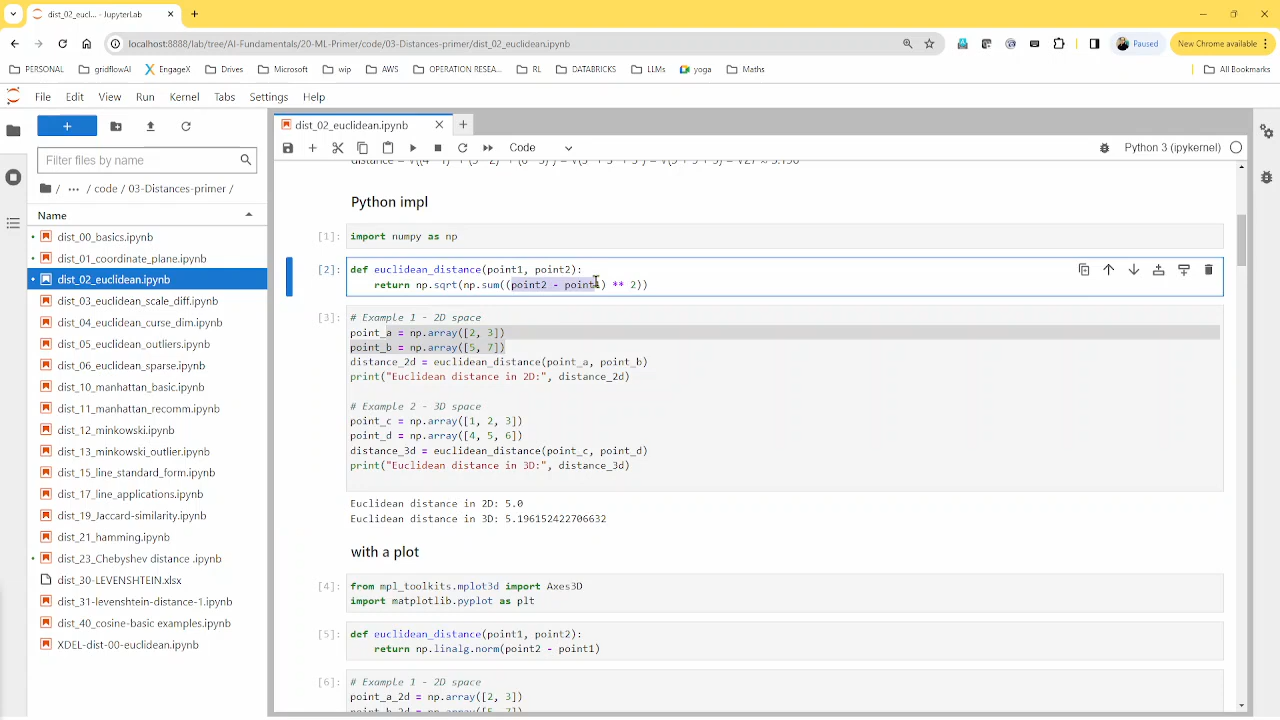 dist_02_eucl... - JupyterLab
localhost:8888/lab/tree/AI-Fundamentals/20-ML-Primer/code/03-Distances-primer/dist_02_euclidean.ipynb
Paused
New Chrome available
PERSONAL gridflowAI EngageX Drives Microsoft wip AWS OPERATION RESEA... RL DATABRICKS LLMs yoga Maths All Bookmarks
File Edit View Run Kernel Tabs Settings Help
dist_02_euclidean.ipynb
Filter files by name
Code
Python 3 (ipykernel)
/ ... / code / 03-Distances-primer /
Name
dist_00_basics.ipynb
dist_01_coordinate_plane.ipynb
dist_02_euclidean.ipynb
dist_03_euclidean_scale_diff.ipynb
dist_04_euclidean_curse_dim.ipynb
dist_05_euclidean_outliers.ipynb
dist_06_euclidean_sparse.ipynb
dist_10_manhattan_basic.ipynb
dist_11_manhattan_recomm.ipynb
dist_12_minkowski.ipynb
dist_13_minkowski_outlier.ipynb
dist_15_line_standard_form.ipynb
dist_17_line_applications.ipynb
dist_19_Jaccard-similarity.ipynb
dist_21_hamming.ipynb
dist_23_Chebyshev distance .ipynb
dist_30-LEVENSHTEIN.xlsx
dist_31-levenshtein-distance-1.ipynb
dist_40_cosine-basic examples.ipynb
XDEL-dist-00-euclidean.ipynb
Python impl
[1]: import numpy as np
[2]: def euclidean_distance(point1, point2):
return np.sqrt(np.sum((point2 - point1) ** 2))
[3]: # Example 1 - 2D space
point_a = np.array([2, 3])
point_b = np.array([5, 7])
distance_2d = euclidean_distance(point_a, point_b)
print("Euclidean distance in 2D:", distance_2d)
# Example 2 - 3D space
point_c = np.array([1, 2, 3])
point_d = np.array([4, 5, 6])
distance_3d = euclidean_distance(point_c, point_d)
print("Euclidean distance in 3D:", distance_3d)
Euclidean distance in 2D: 5.0
Euclidean distance in 3D: 5.196152422706632
with a plot
[4]: from mpl_toolkits.mplot3d import Axes3D
import matplotlib.pyplot as plt
[5]: def euclidean_distance(point1, point2):
return np.linalg.norm(point2 - point1)
[6]: # Example 1 - 2D space
point_a_2d = np.array([2, 3])